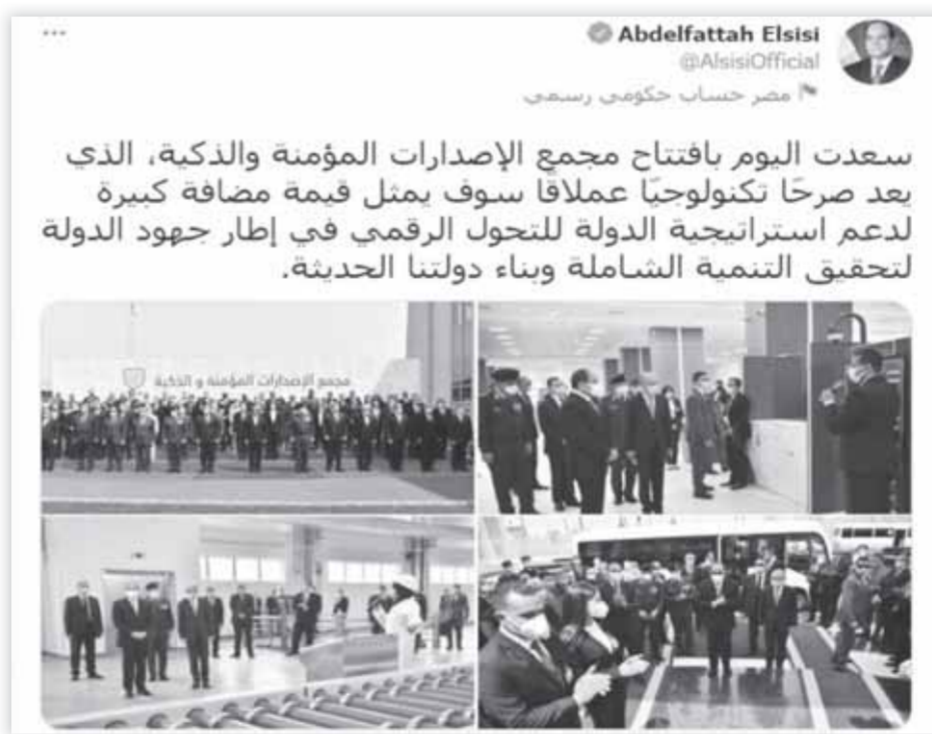 Abdelfattah Elsisi
@AlsisiOfficial
مصر حساب حكومي رسمي
سعدت اليوم بافتتاح مجمع الإصدارات المؤمنة والذكية، الذي
يعد صرحًا تكنولوجيًا عملاقًا سوف يمثل قيمة مضافة كبيرة
لدعم استراتيجية الدولة للتحول الرقمي في إطار جهود الدولة
لتحقيق التنمية الشاملة وبناء دولتنا الحديثة.
مجمع الإصدارات المؤمنة و الذكية